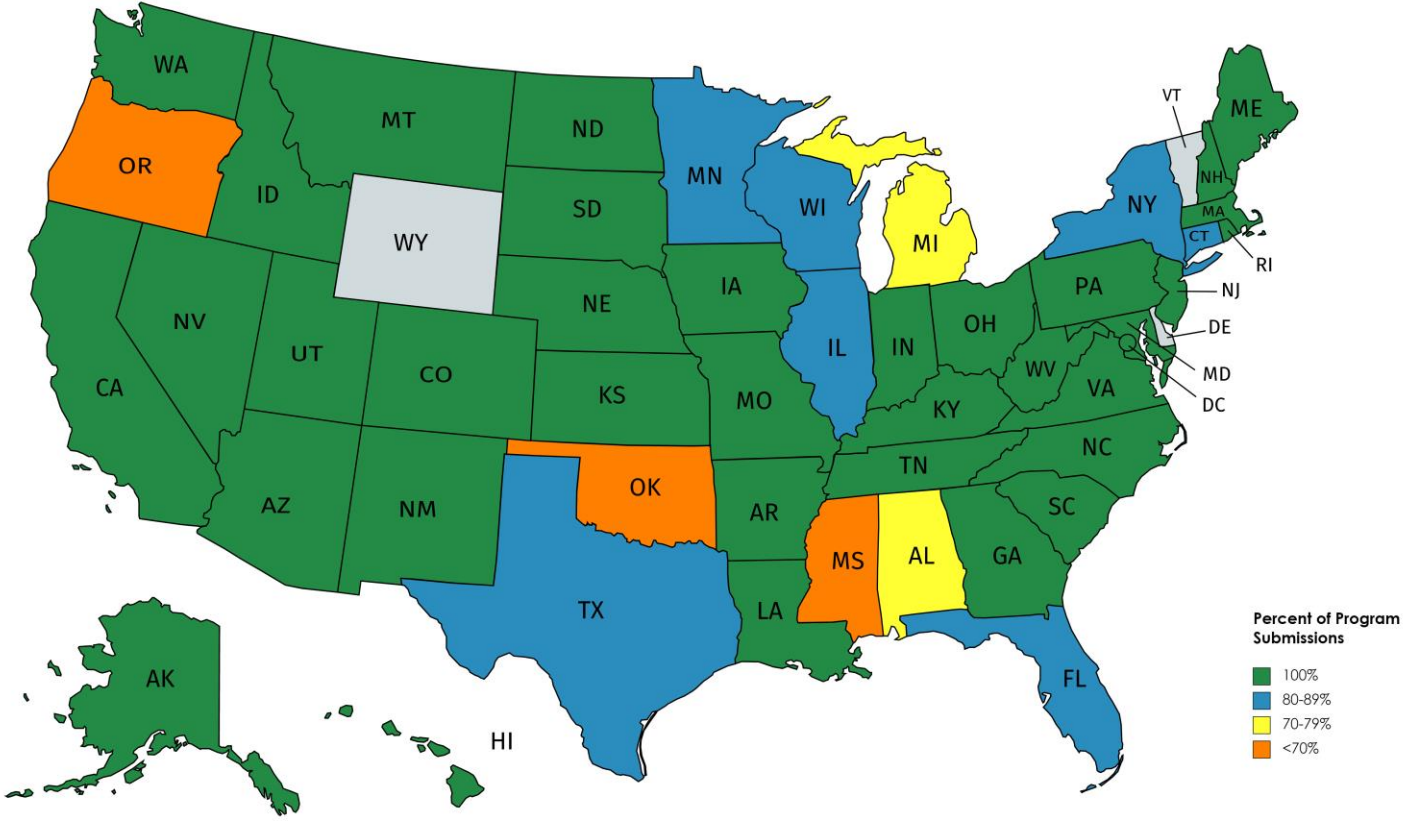 WA
MT
ND
MN
ME
VT
OR
ID
SD
WI
NH
WY
MI
NY
MA
CT
RI
NV
NE
IA
PA
NJ
UT
CO
IL
IN
OH
DE
CA
KS
MO
WV
VA
MD
KY
DC
AZ
NM
OK
AR
TN
NC
SC
MS
AL
GA
TX
LA
FL
AK
HI
Percent of Program
Submissions
100%
80-89%
70-79%
<70%